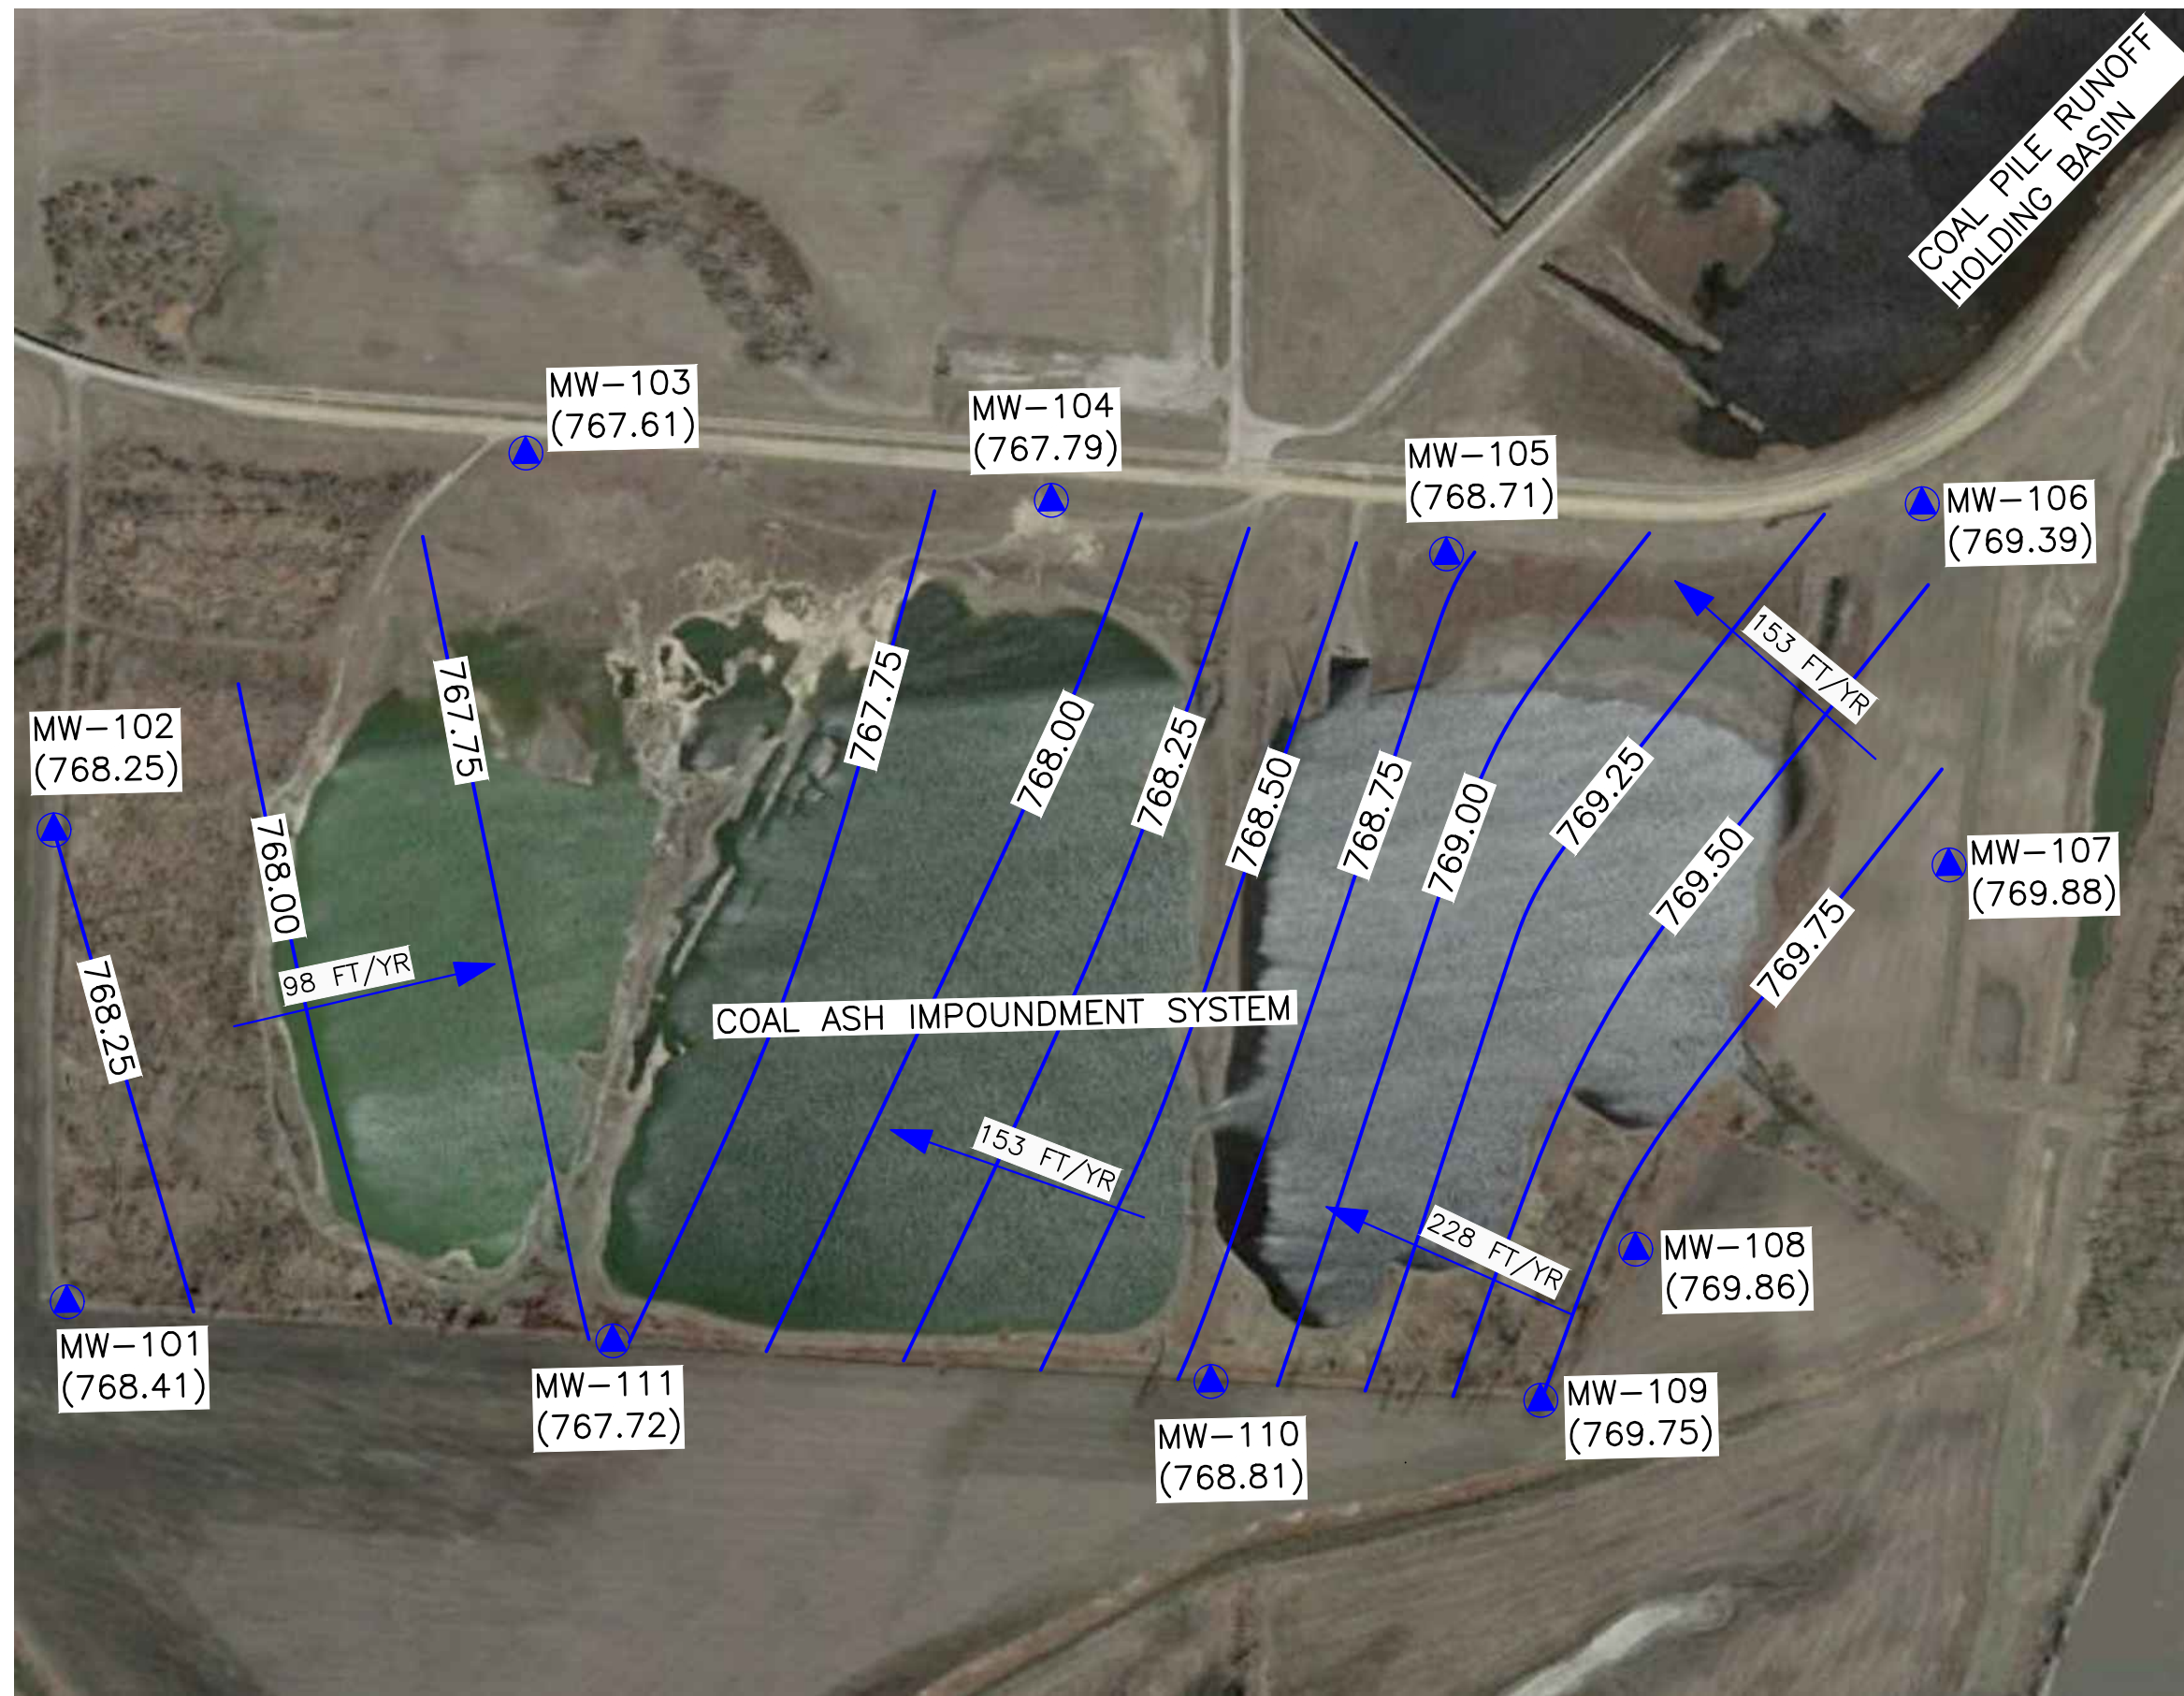 COAL PILE RUNOFF
HOLDING BASIN
MW-103
(767.61)
MW-104
(767.79)
MW-105
(768.71)
MW-106
(769.39)
153 FT/YR
MW-102
(768.25)
767.75
767.75
768.00
768.25
768.50
768.75
769.00
769.25
769.50
769.75
MW-107
(769.88)
768.00
768.25
98 FT/YR
COAL ASH IMPOUNDMENT SYSTEM
153 FT/YR
228 FT/YR
MW-108
(769.86)
MW-101
(768.41)
MW-111
(767.72)
MW-110
(768.81)
MW-109
(769.75)